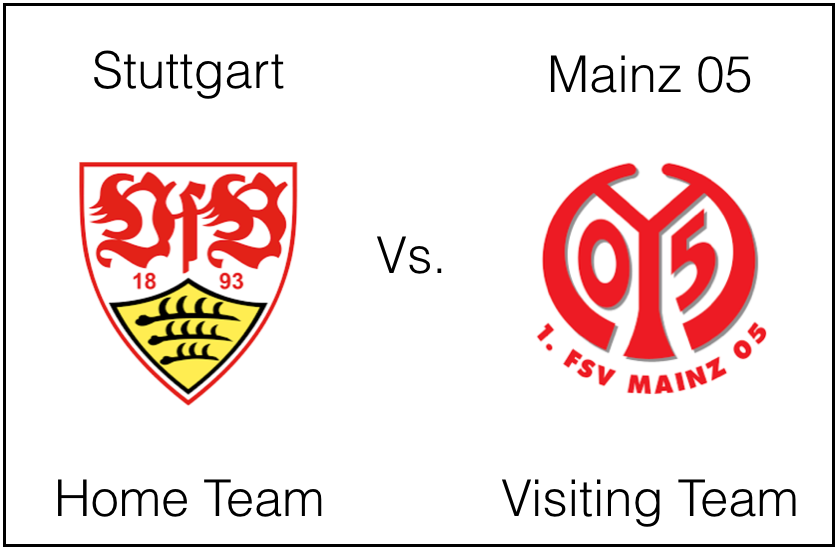 Stuttgart
Mainz 05
VfB
18 93
05
Vs.
1. FSV MAINZ 05
Home Team
Visiting Team